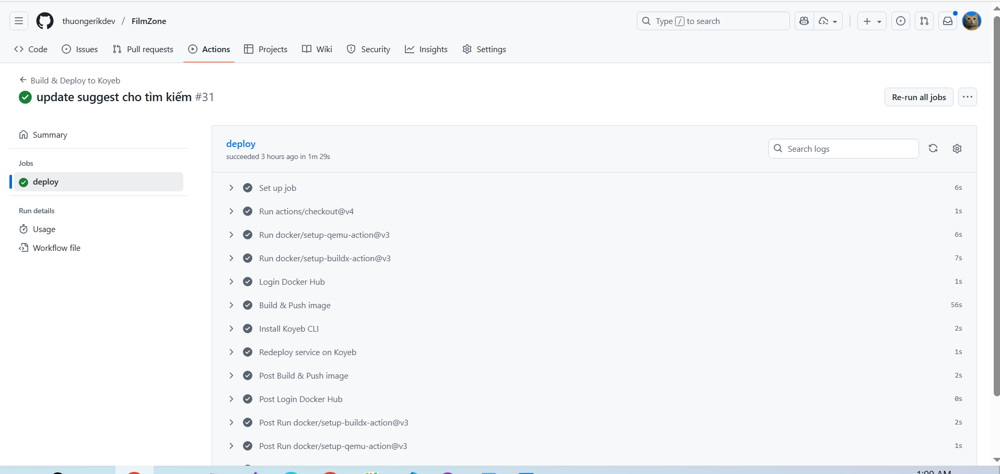 thuongerikdev / FilmZone
Type / to search
Code
Issues
Pull requests
Actions
Projects
Wiki
Security
Insights
Settings
Build & Deploy to Koyeb
update suggest cho tìm kiếm #31
Re-run all jobs
Summary
Jobs
deploy
Run details
Usage
Workflow file
deploy
succeeded 3 hours ago in 1m 29s
Search logs
Set up job 6s
Run actions/checkout@v4 1s
Run docker/setup-qemu-action@v3 6s
Run docker/setup-buildx-action@v3 7s
Login Docker Hub 1s
Build & Push image 56s
Install Koyeb CLI 2s
Redeploy service on Koyeb 1s
Post Build & Push image 2s
Post Login Docker Hub 0s
Post Run docker/setup-buildx-action@v3 2s
Post Run docker/setup-qemu-action@v3 1s
1:00 AM